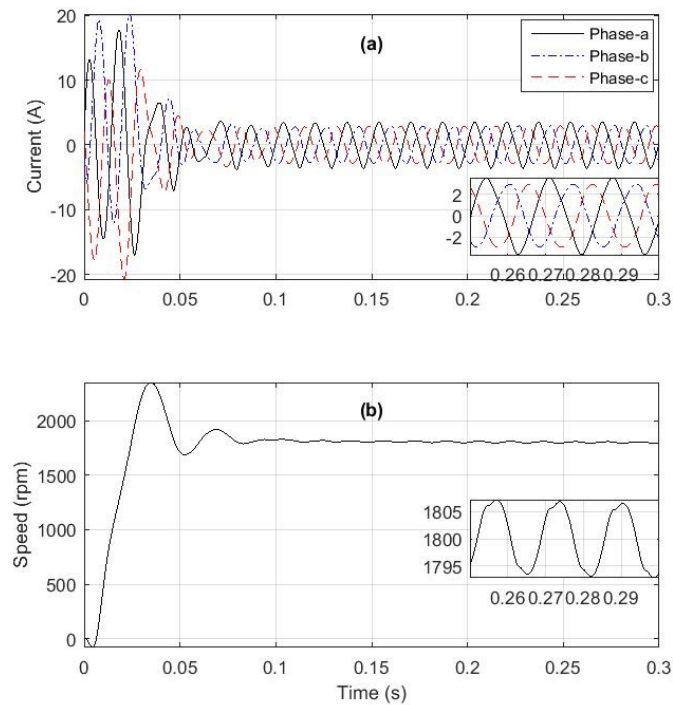 20
(a)
Phase-a
Phase-b
Phase-c
10
Current (A)
0
2
0
-2
-10
0.26 0.27 0.28 0.29
-20
0 0.05 0.1 0.15 0.2 0.25 0.3
(b)
2000
Speed (rpm)
1500
1805
1800
1795
1000
0.26 0.27 0.28 0.29
500
0
0 0.05 0.1 0.15 0.2 0.25 0.3
Time (s)